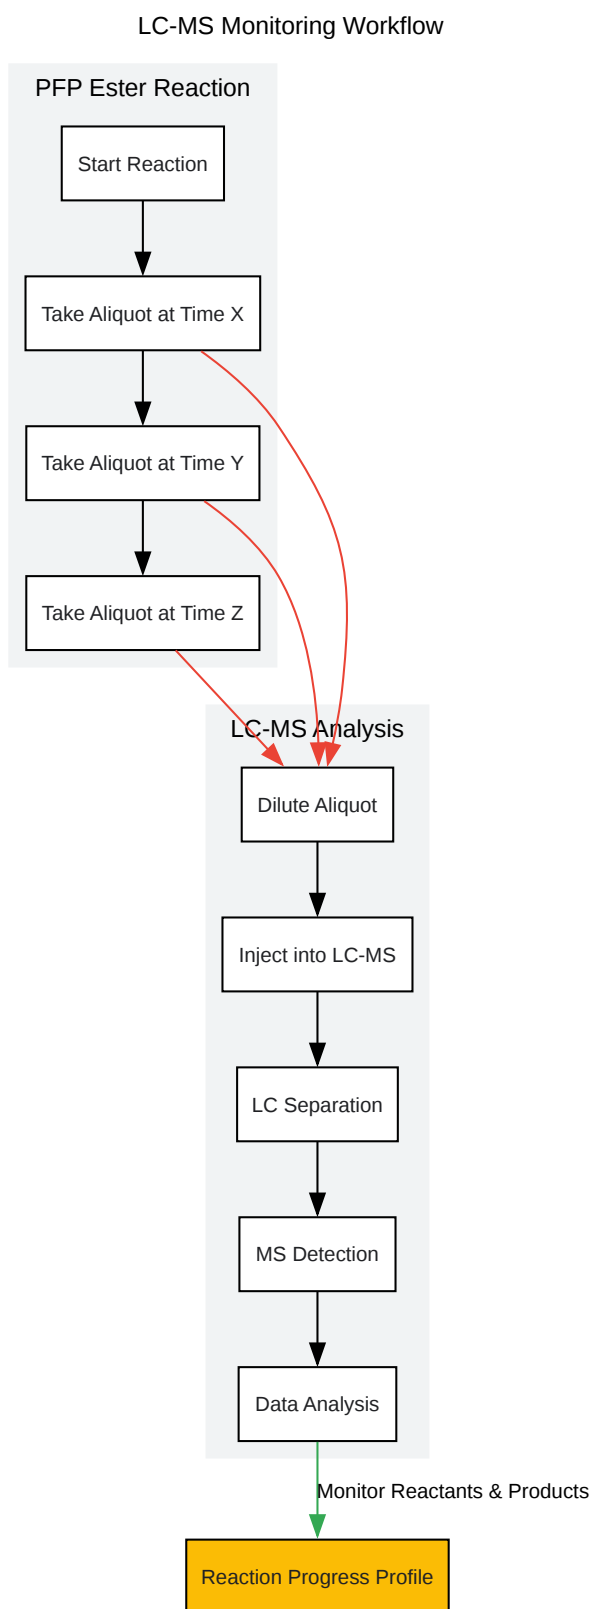 LC-MS Monitoring Workflow
PFP Ester Reaction
Start Reaction
Take Aliquot at Time X
Take Aliquot at Time Y
Take Aliquot at Time Z
LC-MS Analysis
Dilute Aliquot
Inject into LC-MS
LC Separation
MS Detection
Data Analysis
Monitor Reactants & Products
Reaction Progress Profile